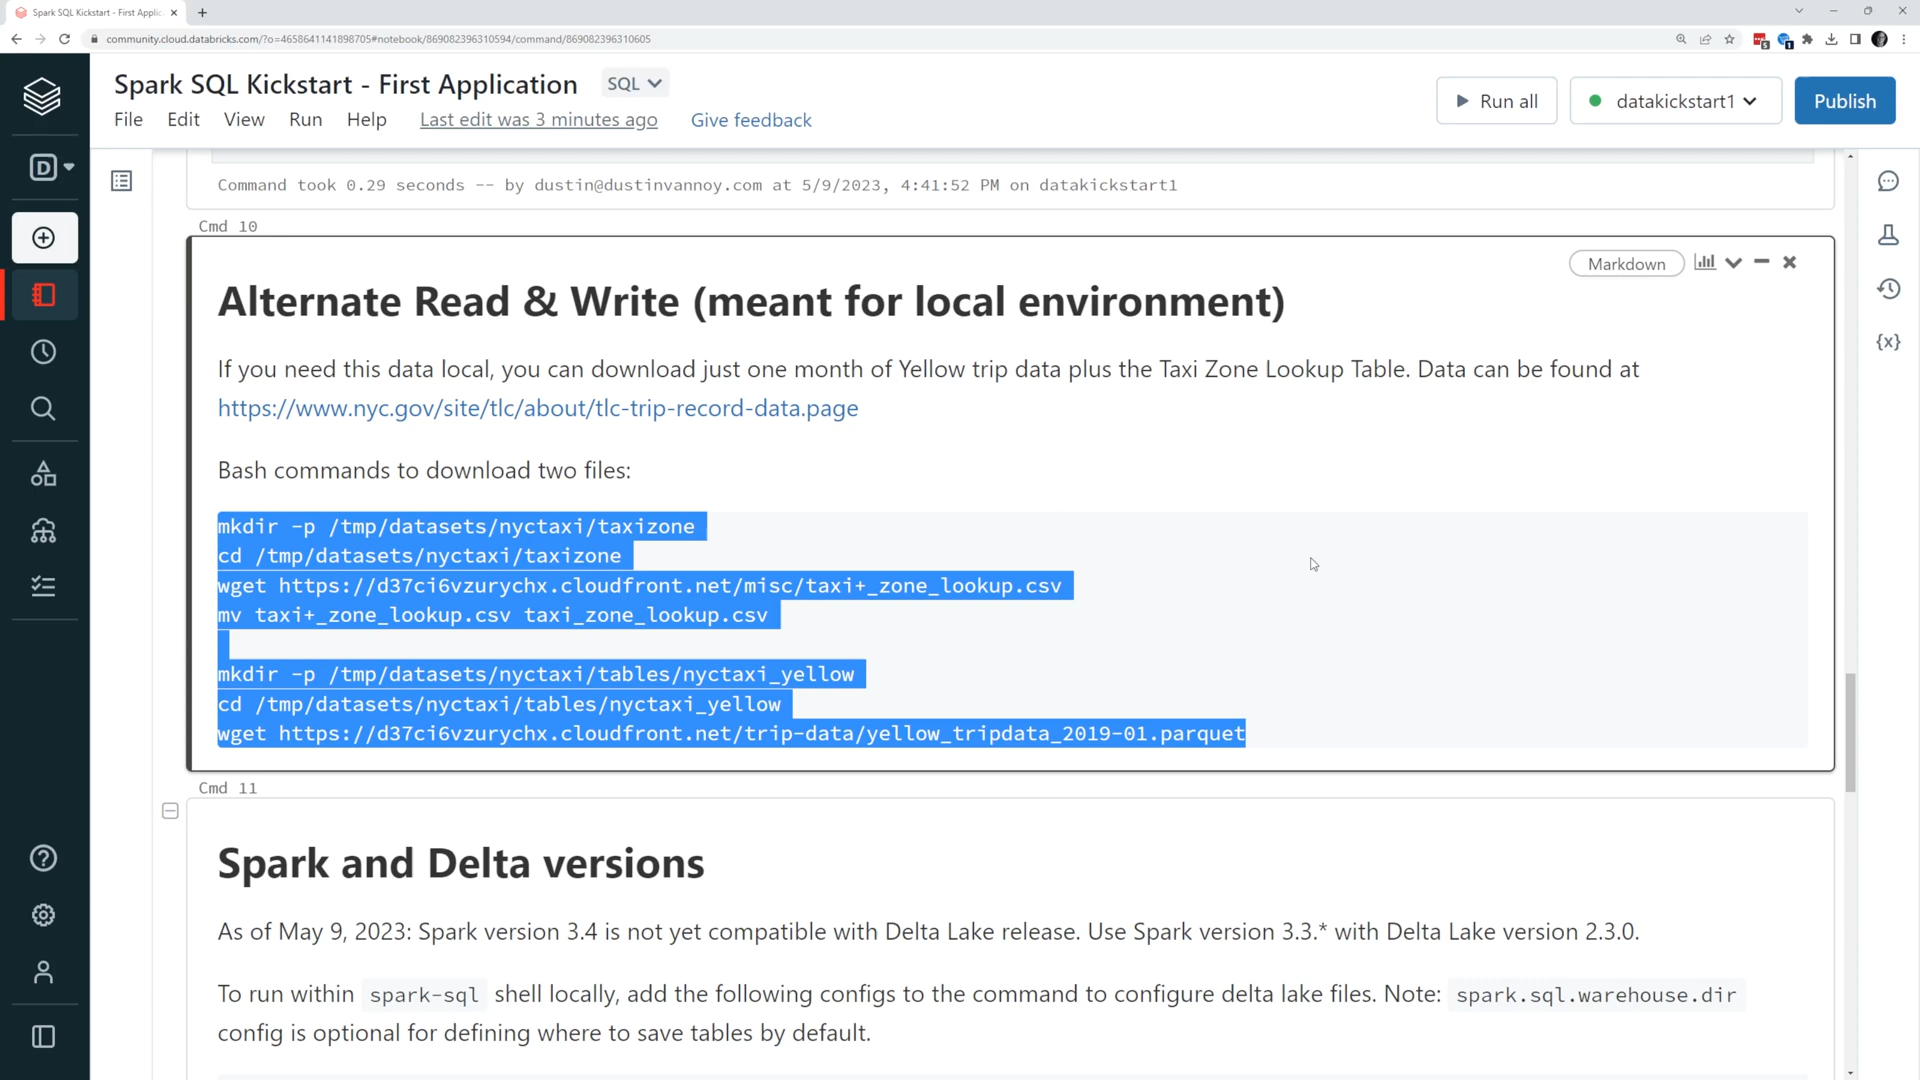 Spark SQL Kickstart - First Applic
community.cloud.databricks.com/?o=4658641141898705#notebook/869082396310594/command/869082396310605
Spark SQL Kickstart - First Application SQL
File Edit View Run Help Last edit was 3 minutes ago Give feedback
Run all datakickstart1 Publish
D
Command took 0.29 seconds -- by dustin@dustinvannoy.com at 5/9/2023, 4:41:52 PM on datakickstart1
Cmd 10
Markdown
Alternate Read & Write (meant for local environment)
If you need this data local, you can download just one month of Yellow trip data plus the Taxi Zone Lookup Table. Data can be found at
https://www.nyc.gov/site/tlc/about/tlc-trip-record-data.page
Bash commands to download two files:
mkdir -p /tmp/datasets/nyctaxi/taxizone
cd /tmp/datasets/nyctaxi/taxizone
wget https://d37ci6vzurychx.cloudfront.net/misc/taxi+_zone_lookup.csv
mv taxi+_zone_lookup.csv taxi_zone_lookup.csv
mkdir -p /tmp/datasets/nyctaxi/tables/nyctaxi_yellow
cd /tmp/datasets/nyctaxi/tables/nyctaxi_yellow
wget https://d37ci6vzurychx.cloudfront.net/trip-data/yellow_tripdata_2019-01.parquet
Cmd 11
Spark and Delta versions
As of May 9, 2023: Spark version 3.4 is not yet compatible with Delta Lake release. Use Spark version 3.3.* with Delta Lake version 2.3.0.
To run within spark-sql shell locally, add the following configs to the command to configure delta lake files. Note: spark.sql.warehouse.dir
config is optional for defining where to save tables by default.
{x}